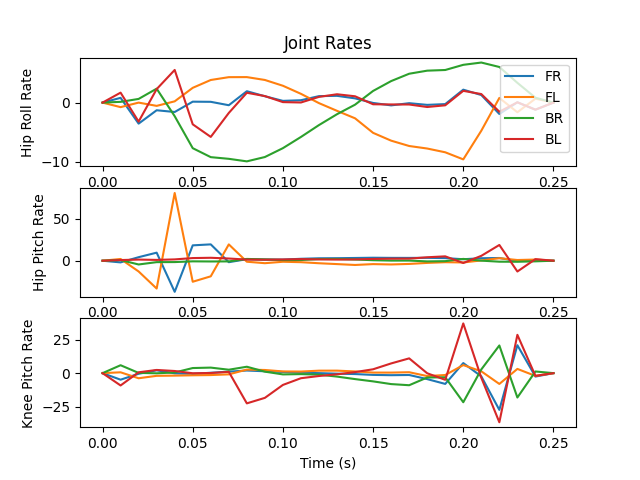 Joint Rates
Hip Roll Rate
0
−10
FR
FL
BR
BL
0.00 0.05 0.10 0.15 0.20 0.25
Hip Pitch Rate
50
0
0.00 0.05 0.10 0.15 0.20 0.25
Knee Pitch Rate
25
0
−25
0.00 0.05 0.10 0.15 0.20 0.25
Time (s)